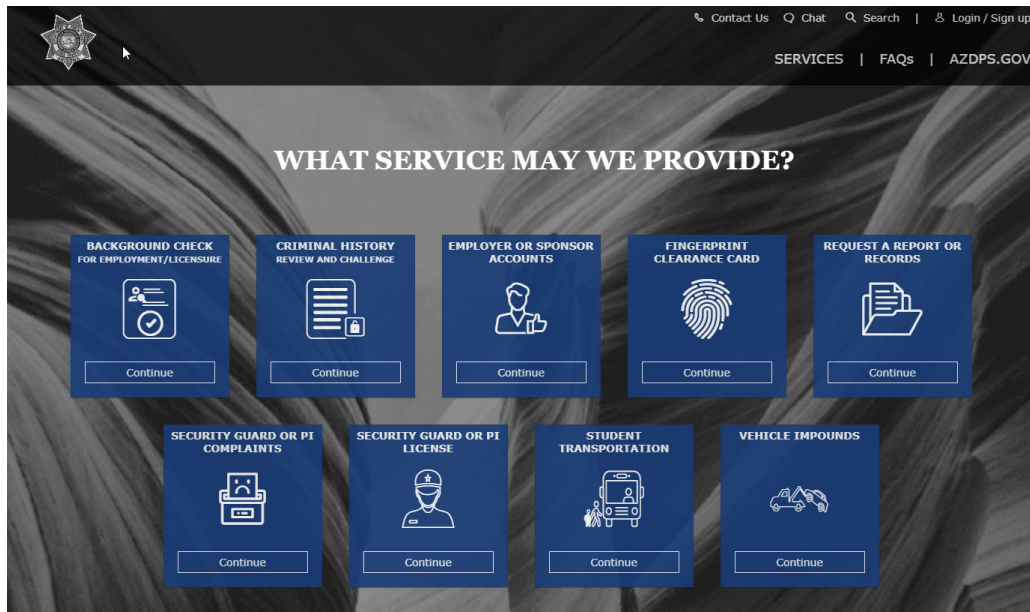 Contact Us Chat Search | Login / Sign up
SERVICES | FAQs | AZDPS.GOV
WHAT SERVICE MAY WE PROVIDE?
BACKGROUND CHECK
FOR EMPLOYMENT/LICENSURE
Continue
CRIMINAL HISTORY
REVIEW AND CHALLENGE
Continue
EMPLOYER OR SPONSOR
ACCOUNTS
Continue
FINGERPRINT
CLEARANCE CARD
Continue
REQUEST A REPORT OR
RECORDS
Continue
SECURITY GUARD OR PI
COMPLAINTS
Continue
SECURITY GUARD OR PI
LICENSE
Continue
STUDENT
TRANSPORTATION
Continue
VEHICLE IMPOUNDS
Continue